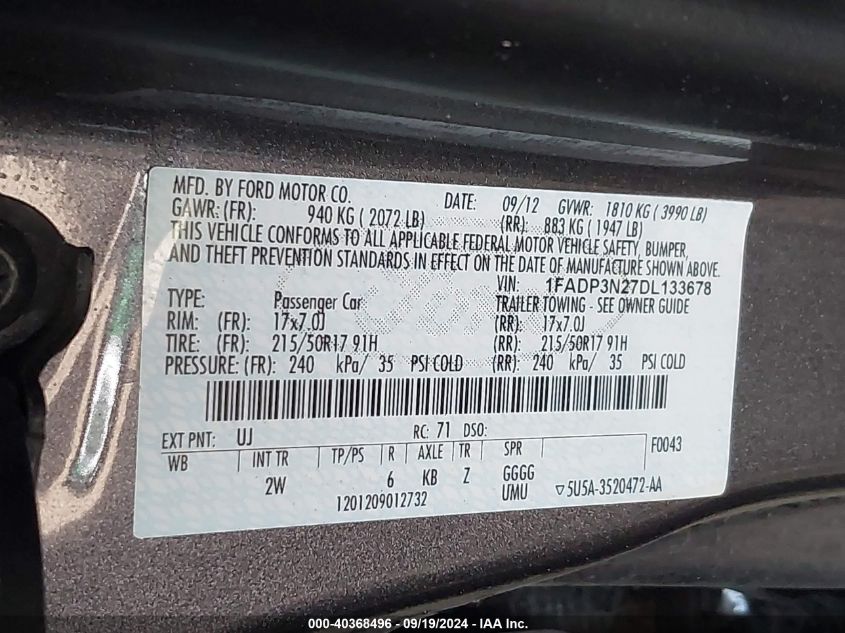 MFD. BY FORD MOTOR CO. DATE: 09/12 GVWR: 1810 KG ( 3990 LB)
GAWR: (FR): 940 KG ( 2072 LB) (RR): 883 KG ( 1947 LB)
THIS VEHICLE CONFORMS TO ALL APPLICABLE FEDERAL MOTOR VEHICLE SAFETY, BUMPER,
AND THEFT PREVENTION STANDARDS IN EFFECT ON THE DATE OF MANUFACTURE SHOWN ABOVE.
VIN: 1FADP3N27DL133678
TYPE: Passenger Car TRAILER TOWING - SEE OWNER GUIDE
RIM: (FR): 17x7.0J (RR): 17x7.0J
TIRE: (FR): 215/50R17 91H (RR): 215/50R17 91H
PRESSURE: (FR): 240 kPa/ 35 PSI COLD (RR): 240 kPa/ 35 PSI COLD
EXT PNT: UJ RC: 71 DSO: F0043
WB INT TR TP/PS R AXLE TR SPR
2W 6 KB Z GGGG
UMU ▽5U5A-3520472-AA
1201209012732
000-40368496 - 09/19/2024 - IAA Inc.